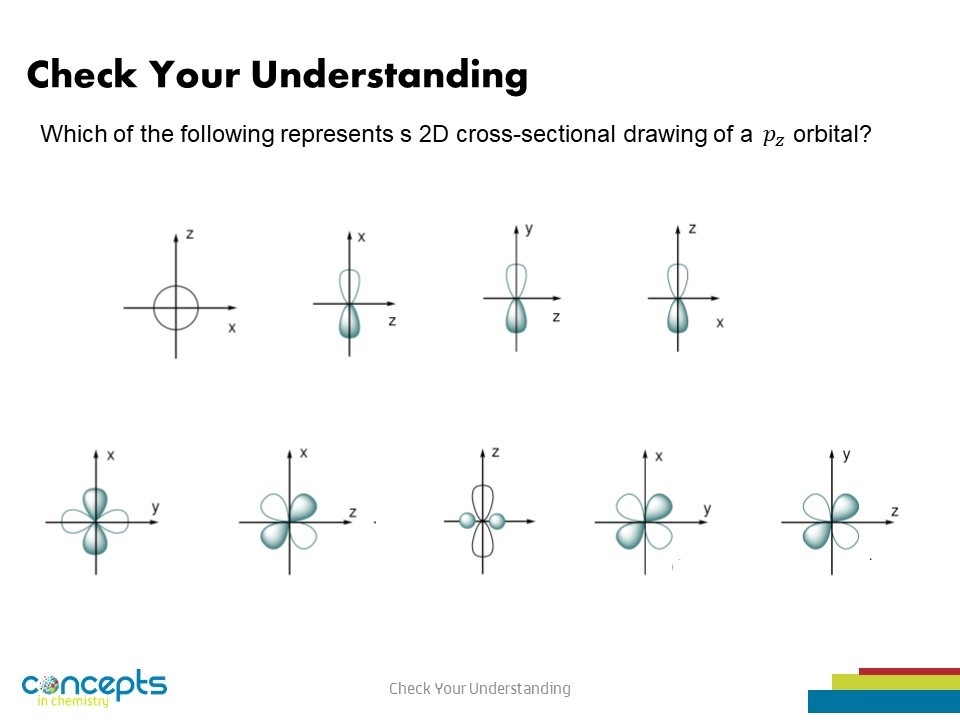 Check Your Understanding
Which of the following represents s 2D cross-sectional drawing of a p_z orbital?
z
x
y
z
x
z
z
x
x
x
z
x
y
y
z
z
y
y
z
concepts
in chemistry
Check Your Understanding